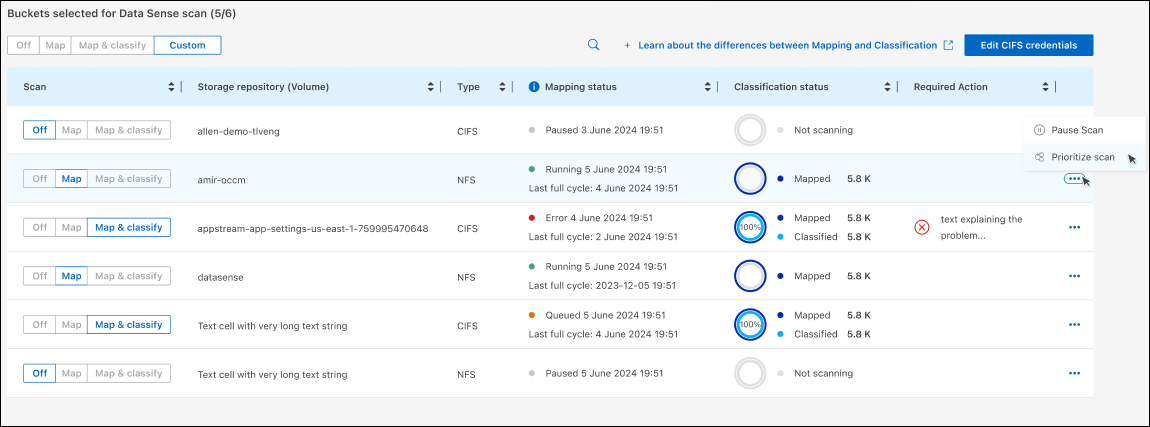 Buckets selected for Data Sense scan (5/6)
Off Map Map & classify Custom
+ Learn about the differences between Mapping and Classification
Edit CIFS credentials
Scan Storage repository (Volume) Type Mapping status Classification status Required Action
Off Map Map & classify allen-demo-tlveng CIFS Paused 3 June 2024 19:51 Not scanning
Pause Scan
Prioritize scan
Off Map Map & classify amir-occm NFS Running 5 June 2024 19:51 Mapped 5.8 K
Last full cycle: 4 June 2024 19:51
Off Map Map & classify appstream-app-settings-us-east-1-759995470648 CIFS Error 4 June 2024 19:51 100% Mapped 5.8 K text explaining the
Last full cycle: 2 June 2024 19:51 Classified 5.8 K problem...
Off Map Map & classify datasense NFS Running 5 June 2024 19:51 Mapped 5.8 K
Last full cycle: 2023-12-05 19:51
Off Map Map & classify Text cell with very long text string CIFS Queued 5 June 2024 19:51 100% Mapped 5.8 K
Last full cycle: 4 June 2024 19:51 Classified 5.8 K
Off Map Map & classify Text cell with very long text string NFS Paused 5 June 2024 19:51 Not scanning